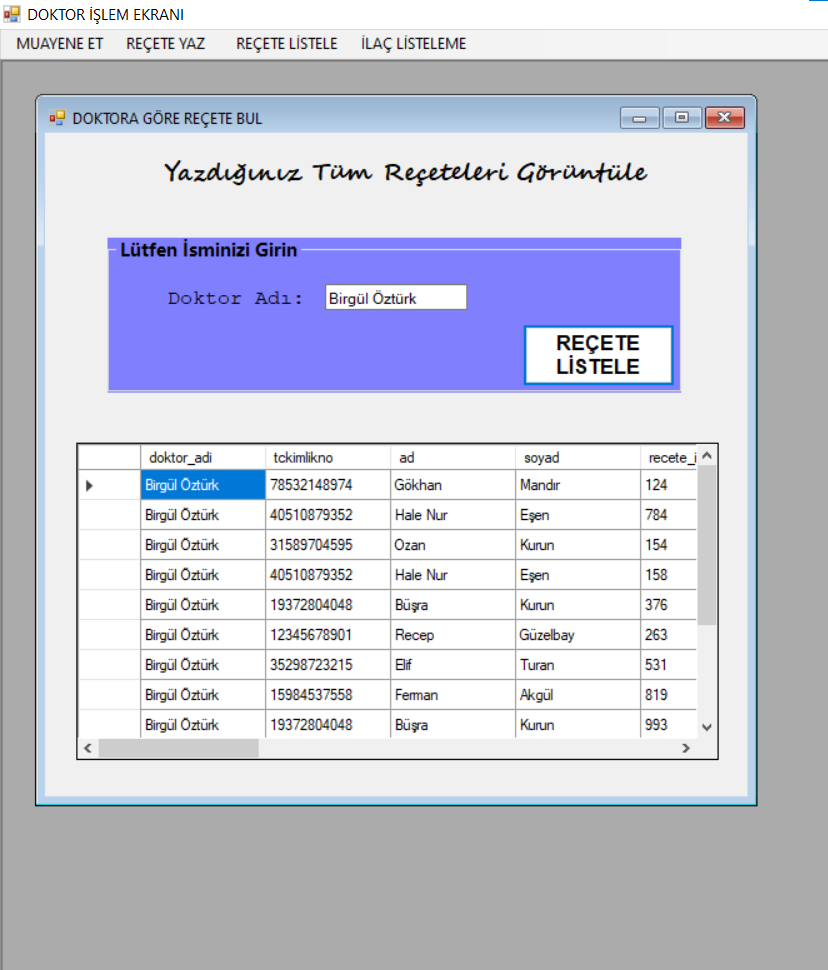 DOKTOR İŞLEM EKRANI
MUAYENE ET REÇETE YAZ REÇETE LİSTELE İLAÇ LİSTELEME
DOKTORA GÖRE REÇETE BUL
Yazdığınız Tüm Reçeteleri Görüntüle
Lütfen İsminizi Girin
Doktor Adı: Birgül Öztürk
REÇETE
LİSTELE
doktor_adi tckimlikno ad soyad recete_i
Birgül Öztürk 78532148974 Gökhan Mandır 124
Birgül Öztürk 40510879352 Hale Nur Eşen 784
Birgül Öztürk 31589704595 Ozan Kurun 154
Birgül Öztürk 40510879352 Hale Nur Eşen 158
Birgül Öztürk 19372804048 Büşra Kurun 376
Birgül Öztürk 12345678901 Recep Güzelbay 263
Birgül Öztürk 35298723215 Elif Turan 531
Birgül Öztürk 15984537558 Ferman Akgül 819
Birgül Öztürk 19372804048 Büşra Kurun 993